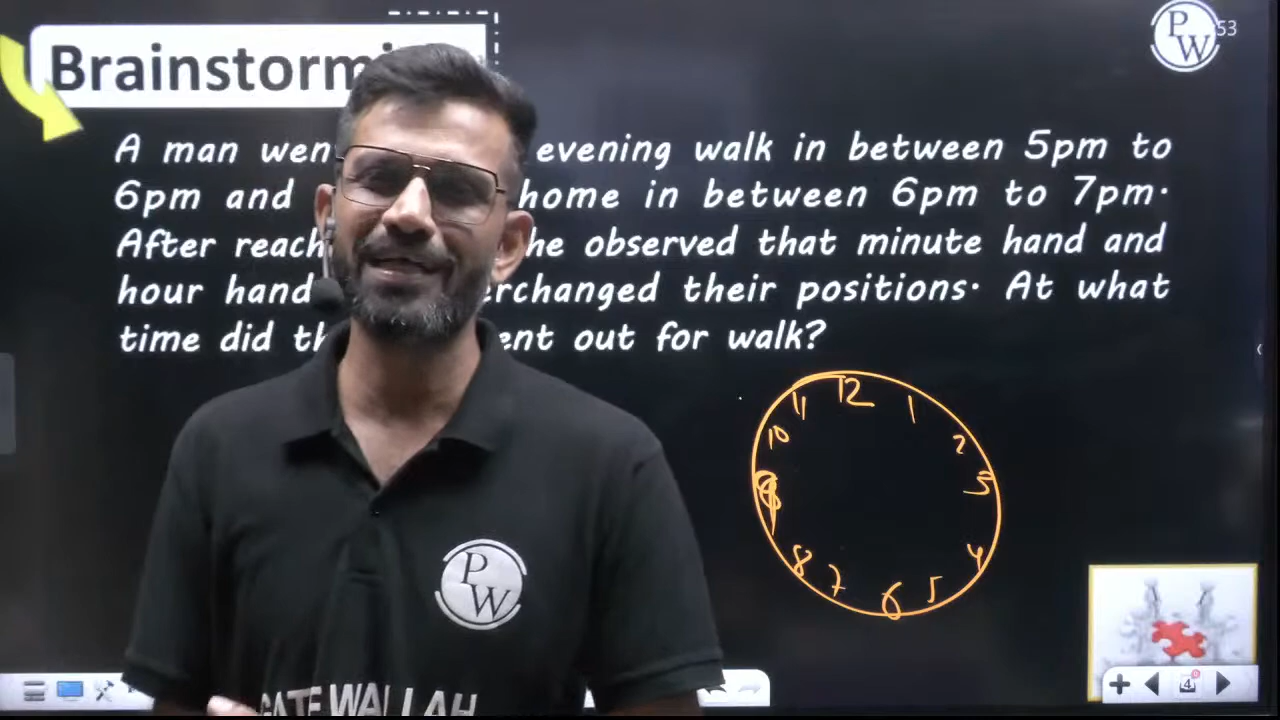 Brainstormi
53
P
W
A man wen evening walk in between 5pm to
6pm and home in between 6pm to 7pm.
After reach he observed that minute hand and
hour hand erchanged their positions. At what
time did th ent out for walk?
12
11 1
10 2
9 3
8 4
7 6 5
P
W
GATE WALLAH
4